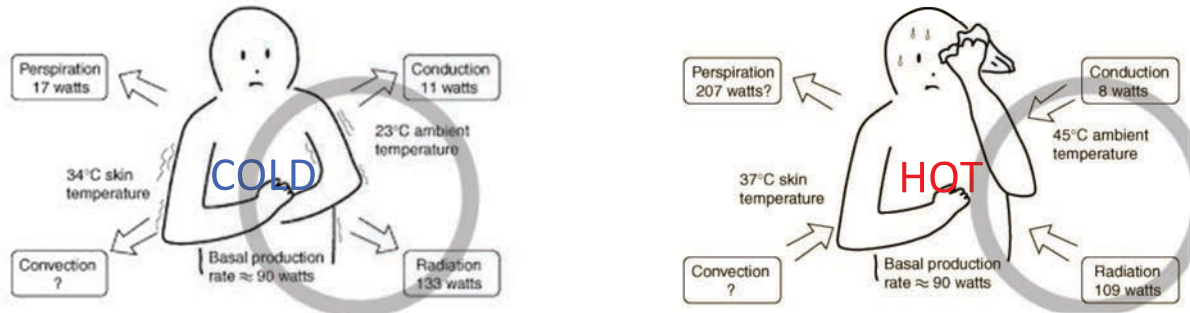 Perspiration
17 watts
Conduction
11 watts
23°C ambient
temperature
COLD
34°C skin
temperature
Convection
?
Basal production
rate ≈ 90 watts
Radiation
133 watts
Perspiration
207 watts?
Conduction
8 watts
45°C ambient
temperature
HOT
37°C skin
temperature
Convection
?
Basal production
rate ≈ 90 watts
Radiation
109 watts